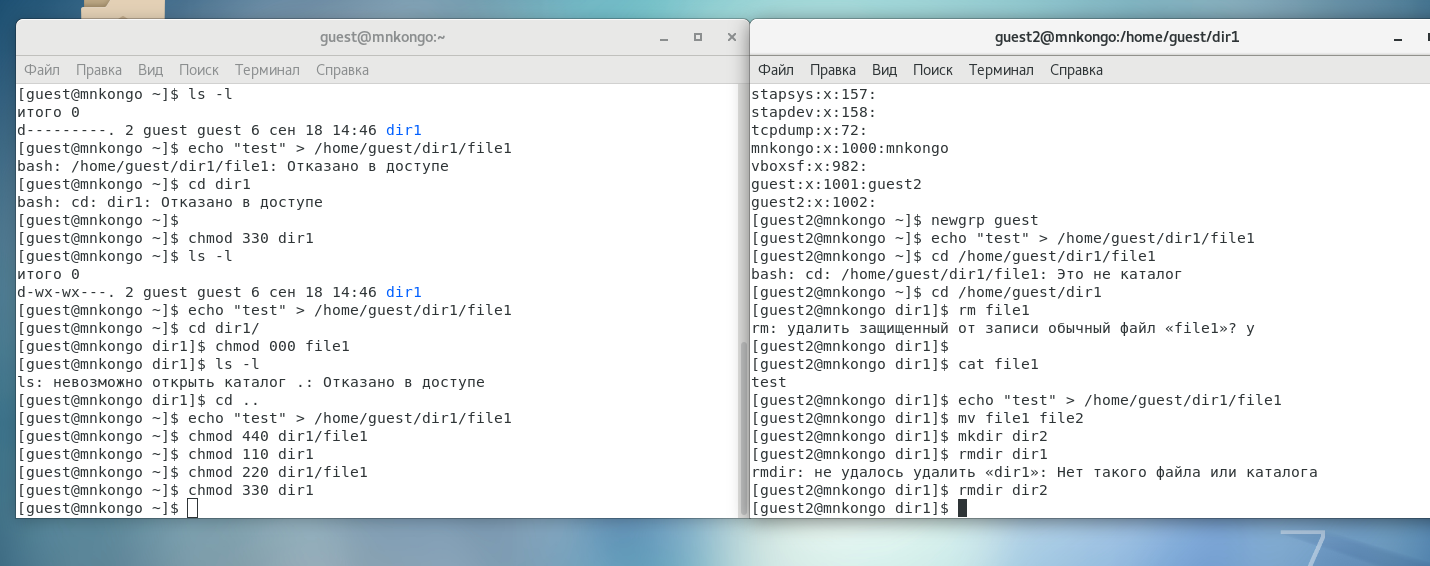 guest@mnkongo:~
Файл Правка Вид Поиск Терминал Справка
[guest@mnkongo ~]$ ls -l
итого 0
d---------. 2 guest guest 6 сен 18 14:46 dir1
[guest@mnkongo ~]$ echo "test" > /home/guest/dir1/file1
bash: /home/guest/dir1/file1: Отказано в доступе
[guest@mnkongo ~]$ cd dir1
bash: cd: dir1: Отказано в доступе
[guest@mnkongo ~]$
[guest@mnkongo ~]$ chmod 330 dir1
[guest@mnkongo ~]$ ls -l
итого 0
d-wx-wx---. 2 guest guest 6 сен 18 14:46 dir1
[guest@mnkongo ~]$ echo "test" > /home/guest/dir1/file1
[guest@mnkongo ~]$ cd dir1/
[guest@mnkongo dir1]$ chmod 000 file1
[guest@mnkongo dir1]$ ls -l
ls: невозможно открыть каталог .: Отказано в доступе
[guest@mnkongo dir1]$ cd ..
[guest@mnkongo ~]$ echo "test" > /home/guest/dir1/file1
[guest@mnkongo ~]$ chmod 440 dir1/file1
[guest@mnkongo ~]$ chmod 110 dir1
[guest@mnkongo ~]$ chmod 220 dir1/file1
[guest@mnkongo ~]$ chmod 330 dir1
[guest@mnkongo ~]$
guest2@mnkongo:/home/guest/dir1
Файл Правка Вид Поиск Терминал Справка
stapsys:x:157:
stapdev:x:158:
tcpdump:x:72:
mnkongo:x:1000:mnkongo
vboxsf:x:982:
guest:x:1001:guest2
guest2:x:1002:
[guest2@mnkongo ~]$ newgrp guest
[guest2@mnkongo ~]$ echo "test" > /home/guest/dir1/file1
[guest2@mnkongo ~]$ cd /home/guest/dir1/file1
bash: cd: /home/guest/dir1/file1: Это не каталог
[guest2@mnkongo ~]$ cd /home/guest/dir1
[guest2@mnkongo dir1]$ rm file1
rm: удалить защищенный от записи обычный файл «file1»? y
[guest2@mnkongo dir1]$
[guest2@mnkongo dir1]$ cat file1
test
[guest2@mnkongo dir1]$ echo "test" > /home/guest/dir1/file1
[guest2@mnkongo dir1]$ mv file1 file2
[guest2@mnkongo dir1]$ mkdir dir2
[guest2@mnkongo dir1]$ rmdir dir1
rmdir: не удалось удалить «dir1»: Нет такого файла или каталога
[guest2@mnkongo dir1]$ rmdir dir2
[guest2@mnkongo dir1]$
7